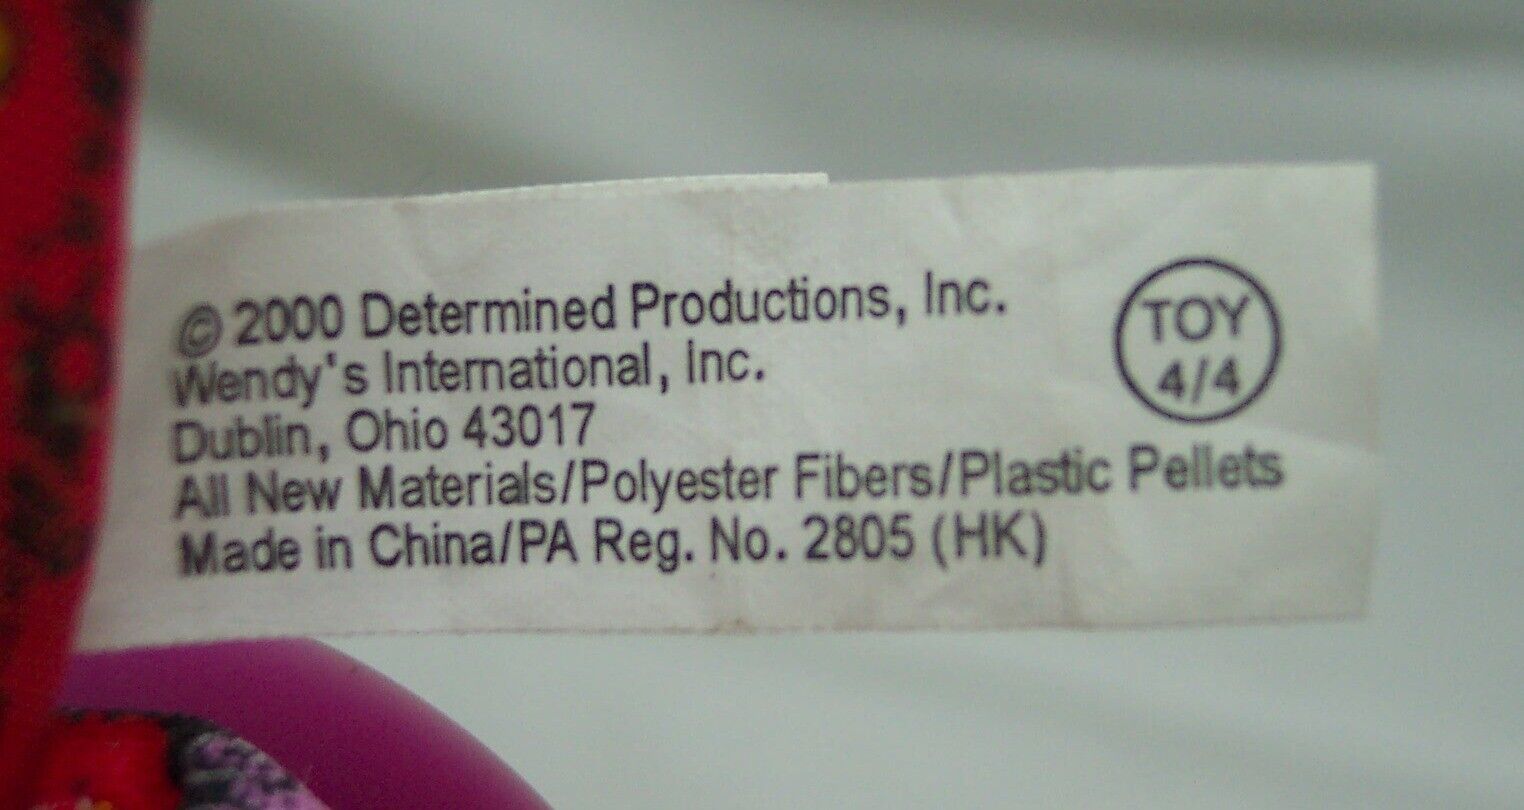 © 2000 Determined Productions, Inc.
Wendy's International, Inc.
Dublin, Ohio 43017
All New Materials/Polyester Fibers/Plastic Pellets
Made in China/PA Reg. No. 2805 (HK)
TOY
4/4